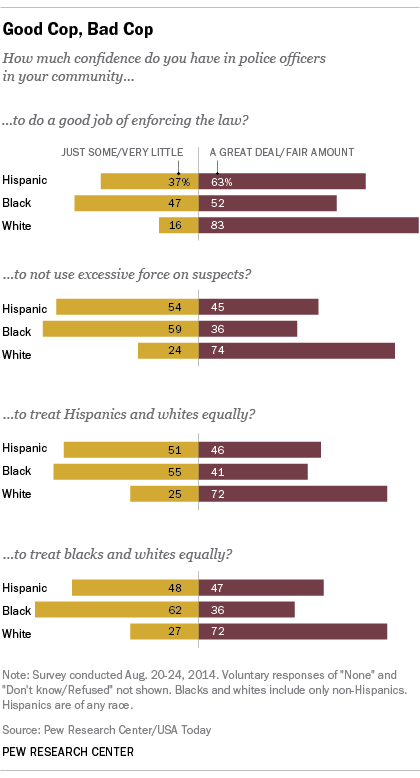 Good Cop, Bad Cop
How much confidence do you have in police officers
in your community...
...to do a good job of enforcing the law?
JUST SOME/VERY LITTLE A GREAT DEAL/FAIR AMOUNT
Hispanic 37% 63%
Black 47 52
White 16 83
...to not use excessive force on suspects?
Hispanic 54 45
Black 59 36
White 24 74
...to treat Hispanics and whites equally?
Hispanic 51 46
Black 55 41
White 25 72
...to treat blacks and whites equally?
Hispanic 48 47
Black 62 36
White 27 72
Note: Survey conducted Aug. 20-24, 2014. Voluntary responses of "None" and
"Don't know/Refused" not shown. Blacks and whites include only non-Hispanics.
Hispanics are of any race.
Source: Pew Research Center/USA Today
PEW RESEARCH CENTER